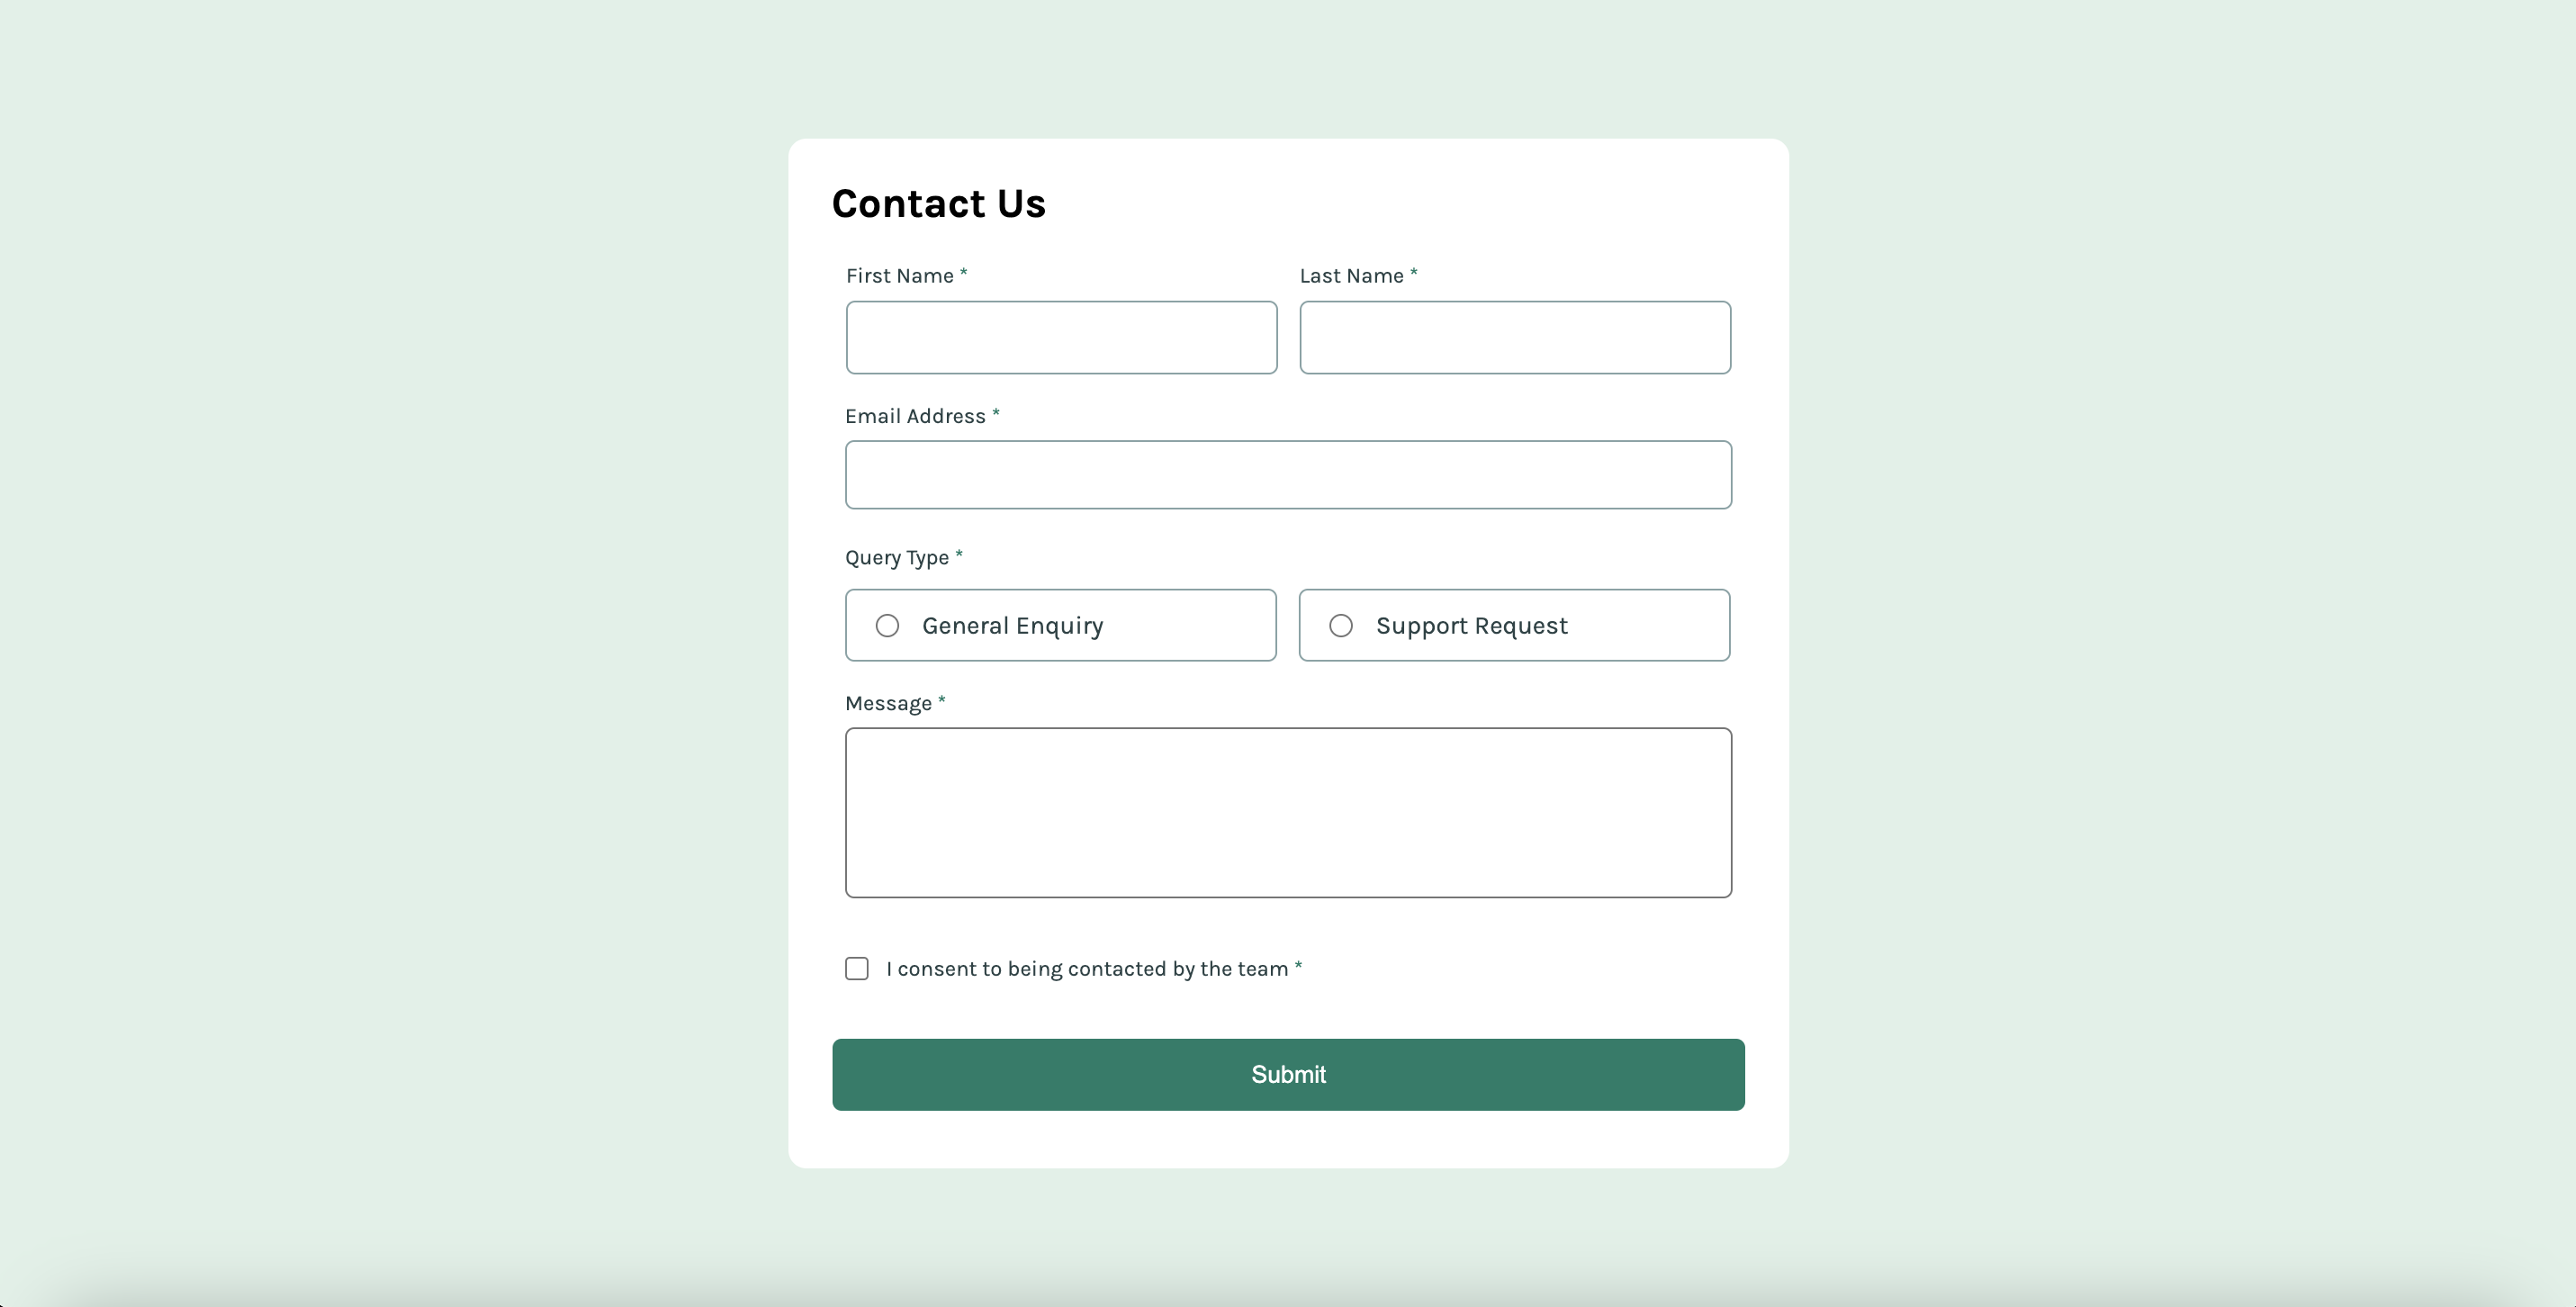 Contact Us
First Name * Last Name *
Email Address *
Query Type *
General Enquiry Support Request
Message *
I consent to being contacted by the team *
Submit